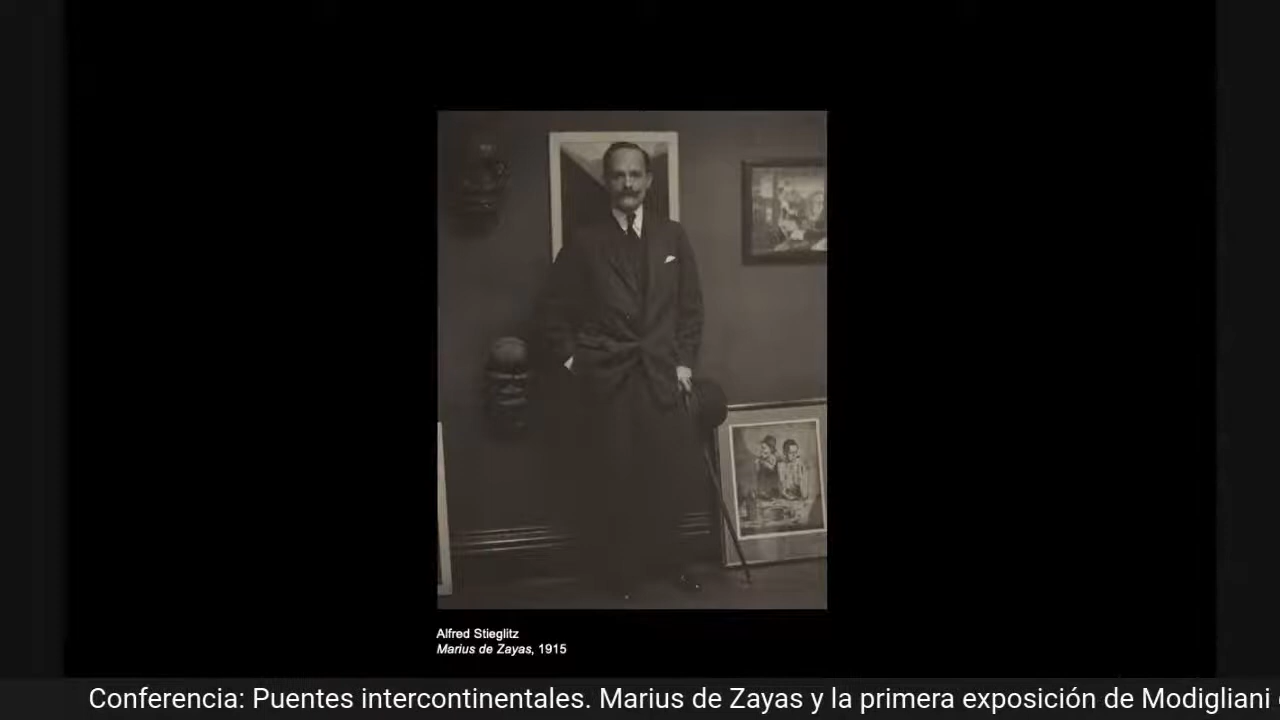 Alfred Stieglitz
Marius de Zayas, 1915
Conferencia: Puentes intercontinentales. Marius de Zayas y la primera exposición de Modigliani